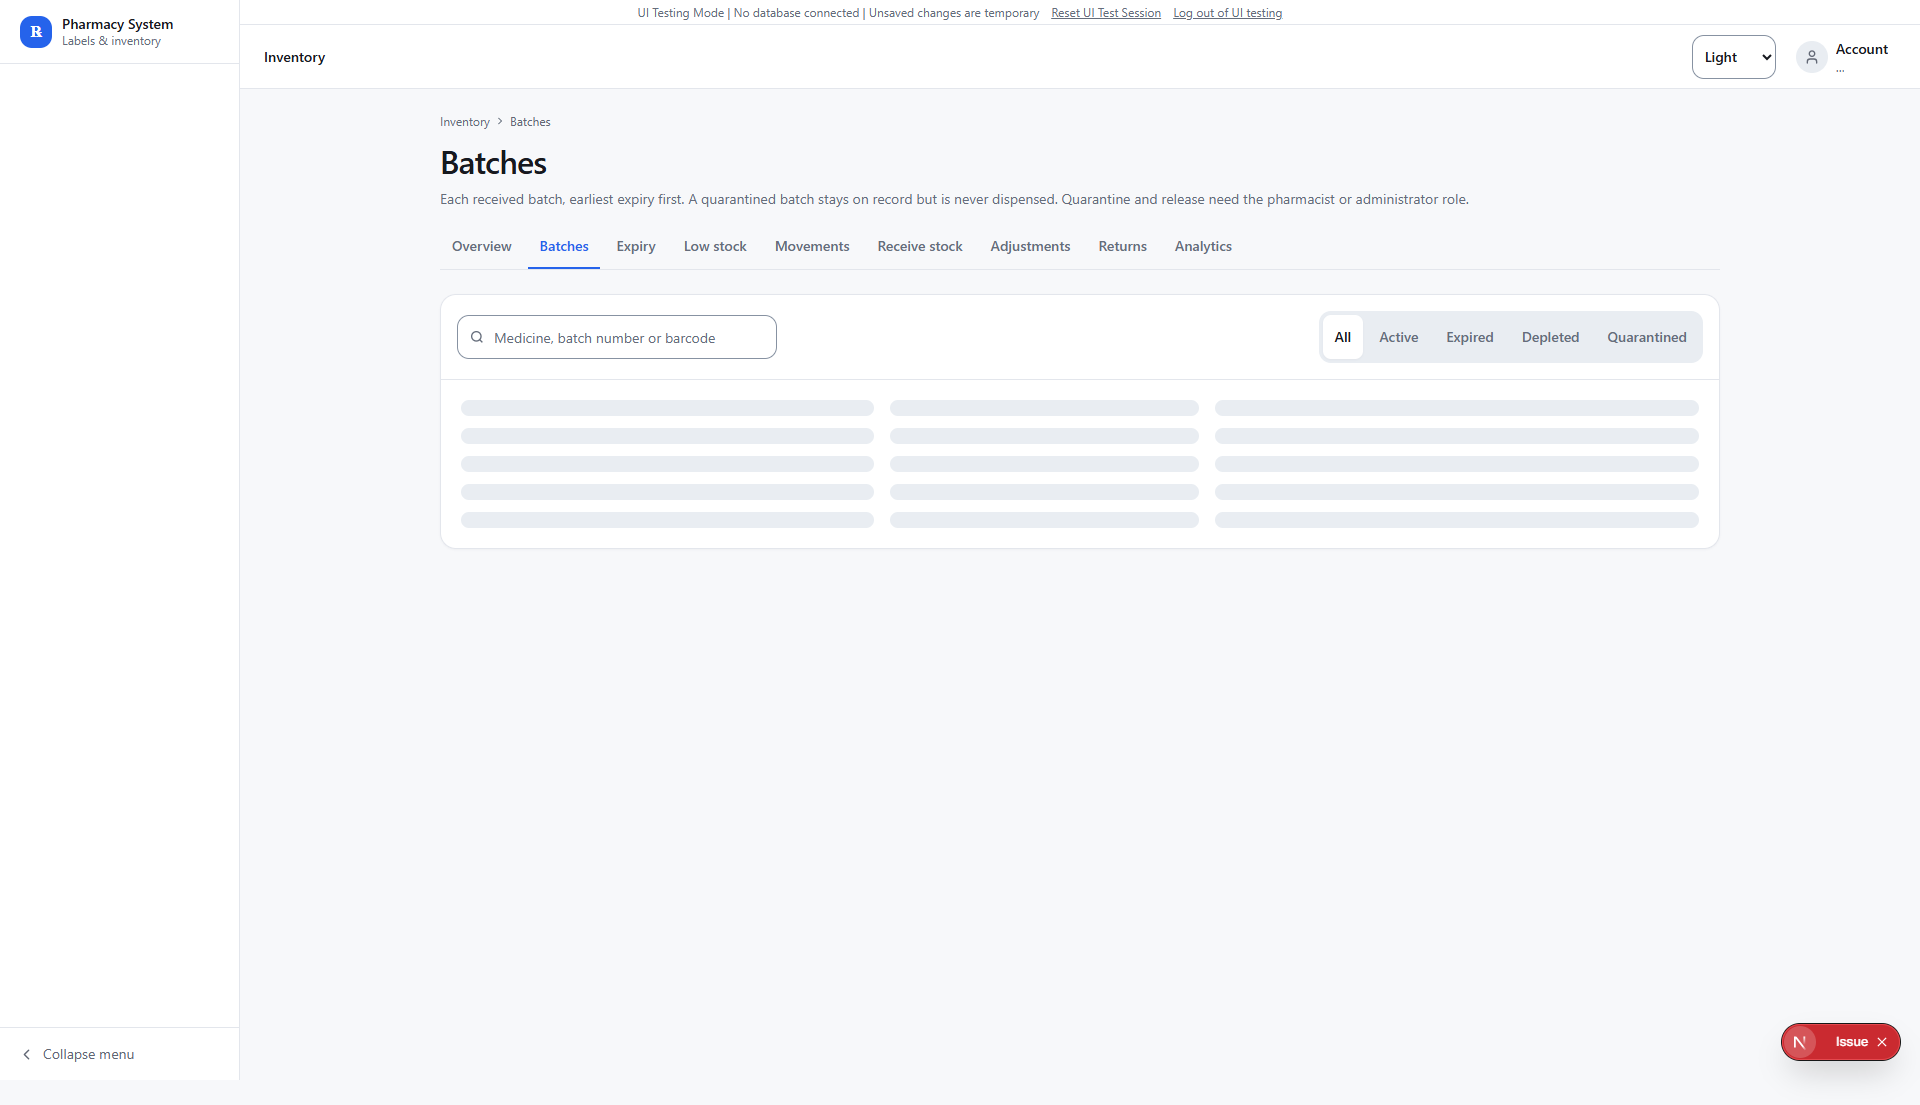 UI Testing Mode | No database connected | Unsaved changes are temporary Reset UI Test Session Log out of UI testing
Pharmacy System
Labels & inventory
Inventory
Light
Account
...
Inventory > Batches
Batches
Each received batch, earliest expiry first. A quarantined batch stays on record but is never dispensed. Quarantine and release need the pharmacist or administrator role.
Overview Batches Expiry Low stock Movements Receive stock Adjustments Returns Analytics
Medicine, batch number or barcode
All Active Expired Depleted Quarantined
Collapse menu
N Issue